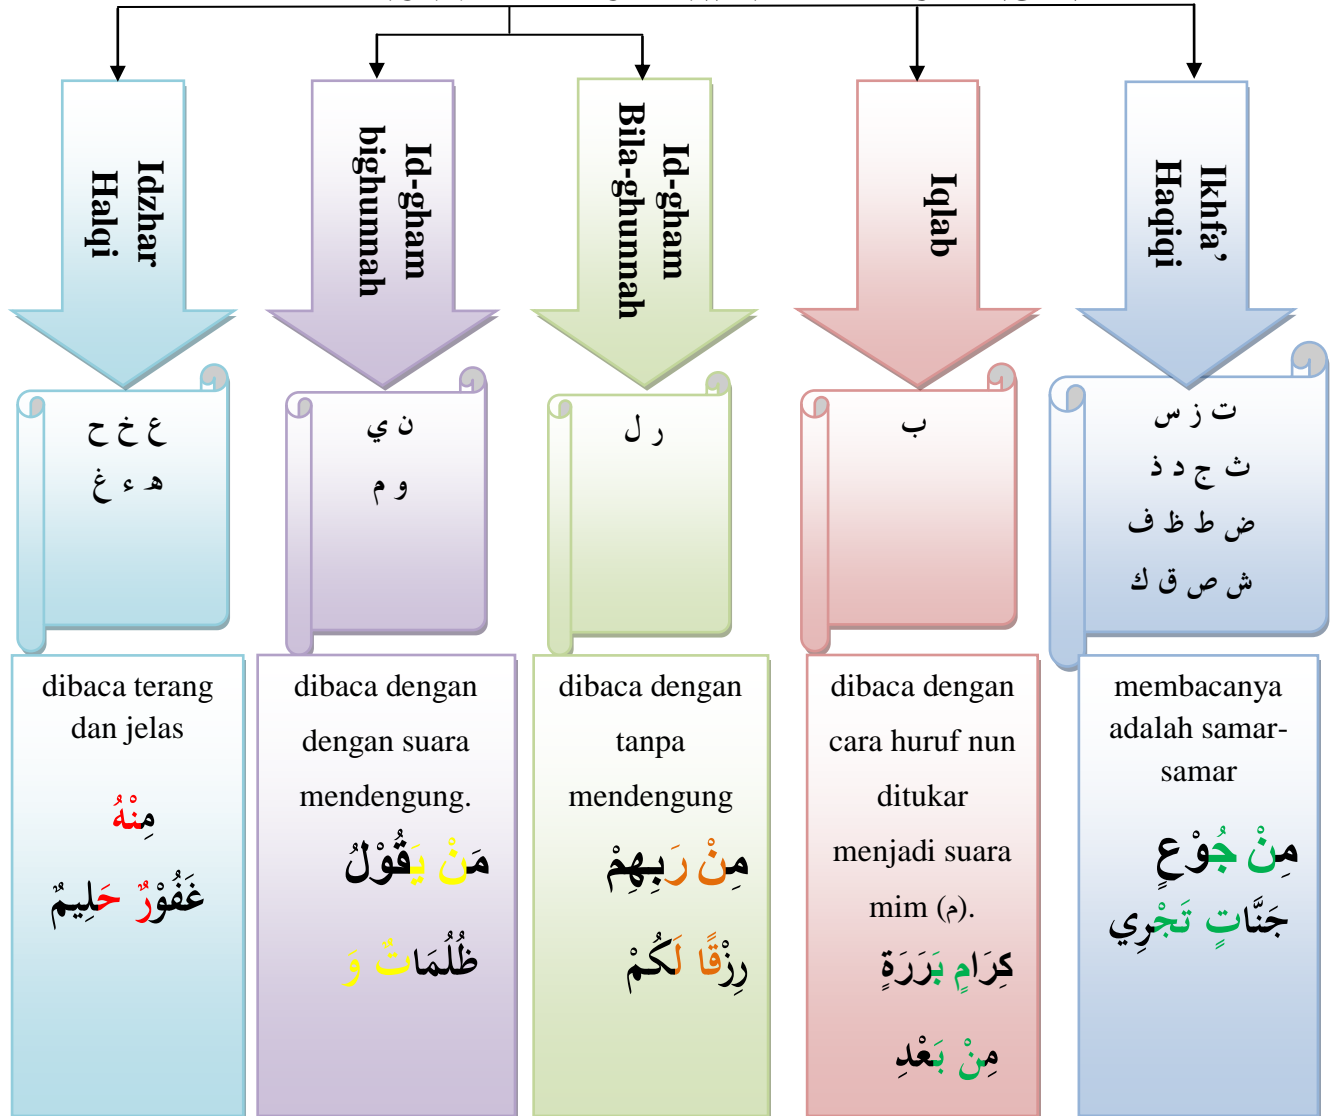 Idzhar
Halqi
Id-gham
bighunnah
Id-gham
Bila-ghunnah
Iqlab
Ikhfa’
Haqiqi
ع خ ح
ﻫ ء غ
ن ي
و م
ر ل
ب
ت ز س
ث ج د ذ
ض ط ظ ف
ش ص ق ك
dibaca terang
dan jelas
مِنْهُ
غَفُوْرٌ حَلِيمٌ
dibaca dengan
dengan suara
mendengung.
مَنْ يَقُوْلُ
ظُلُمَاتٌ وَ
dibaca dengan
tanpa
mendengung
مِنْ رَبِهِمْ
رِزْقًا لَكُمْ
dibaca dengan
cara huruf nun
ditukar
menjadi suara
mim (م).
كِرَامٍ بَرَرَةٍ
مِنْ بَعْدِ
membacanya
adalah samar-
samar
مِنْ جُوْعٍ
جَنَّاتٍ تَجْرِي